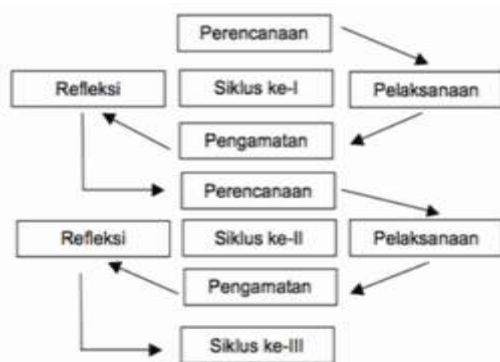 Perencanaan
Refleksi
Siklus ke-I
Pelaksanaan
Pengamatan
Perencanaan
Refleksi
Siklus ke-II
Pelaksanaan
Pengamatan
Siklus ke-III